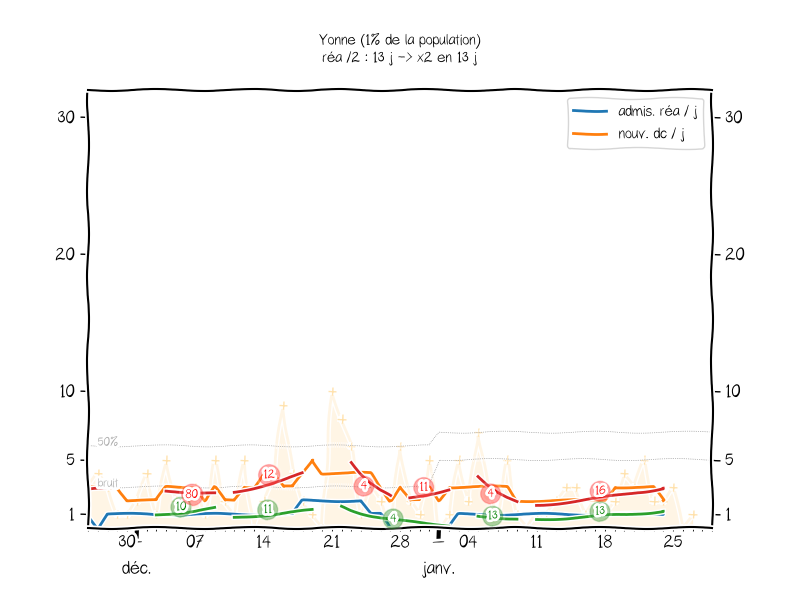 Yonne (1% de la population)
réa /2 : 13 j -> x2 en 13 j
admis. réa / j
nouv. dc / j
30 30
20 20
10 10
50%
5 5
bruit
1 1
80 10 12 11 4 4 11 4 13 16 13
30 07 14 21 28 04 11 18 25
déc. janv.